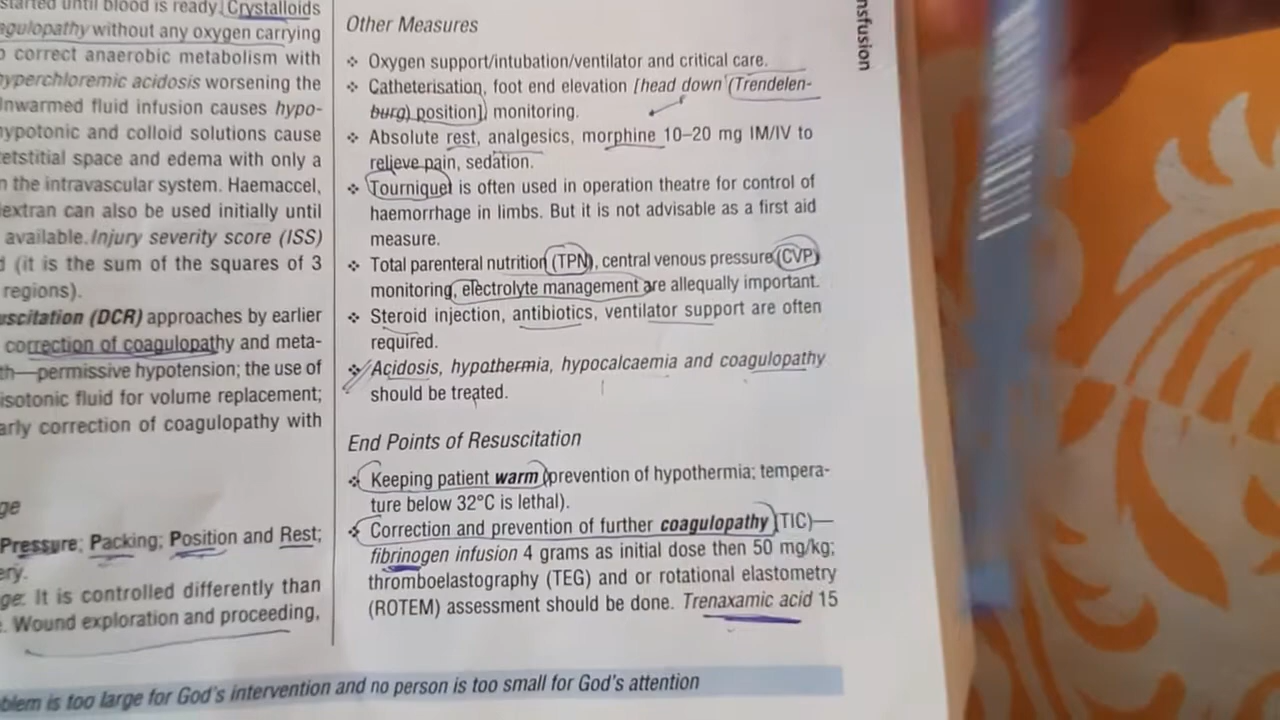 started until blood is ready. Crystalloids
agulopathy without any oxygen carrying
o correct anaerobic metabolism with
hyperchloremic acidosis worsening the
Unwarmed fluid infusion causes hypo-
hypotonic and colloid solutions cause
etstitial space and edema with only a
n the intravascular system. Haemaccel,
dextran can also be used initially until
available. Injury severity score (ISS)
d (it is the sum of the squares of 3
regions).
uscitation (DCR) approaches by earlier
correction of coagulopathy and meta-
th—permissive hypotension; the use of
isotonic fluid for volume replacement;
arly correction of coagulopathy with
ge
Pressure; Packing; Position and Rest;
ery.
ge: It is controlled differently than
e. Wound exploration and proceeding,
Other Measures
❖ Oxygen support/intubation/ventilator and critical care.
❖ Catheterisation, foot end elevation [head down (Trendelen-
burg) position] monitoring.
❖ Absolute rest, analgesics, morphine 10–20 mg IM/IV to
relieve pain, sedation.
❖ Tourniquet is often used in operation theatre for control of
haemorrhage in limbs. But it is not advisable as a first aid
measure.
❖ Total parenteral nutrition (TPN), central venous pressure (CVP)
monitoring, electrolyte management are allequally important.
❖ Steroid injection, antibiotics, ventilator support are often
required.
❖ Acidosis, hypothermia, hypocalcaemia and coagulopathy
should be treated.
End Points of Resuscitation
❖ Keeping patient warm (prevention of hypothermia; tempera-
ture below 32°C is lethal).
❖ Correction and prevention of further coagulopathy (TIC)—
fibrinogen infusion 4 grams as initial dose then 50 mg/kg;
thromboelastography (TEG) and or rotational elastometry
(ROTEM) assessment should be done. Trenaxamic acid 15
blem is too large for God's intervention and no person is too small for God's attention
nsfusion